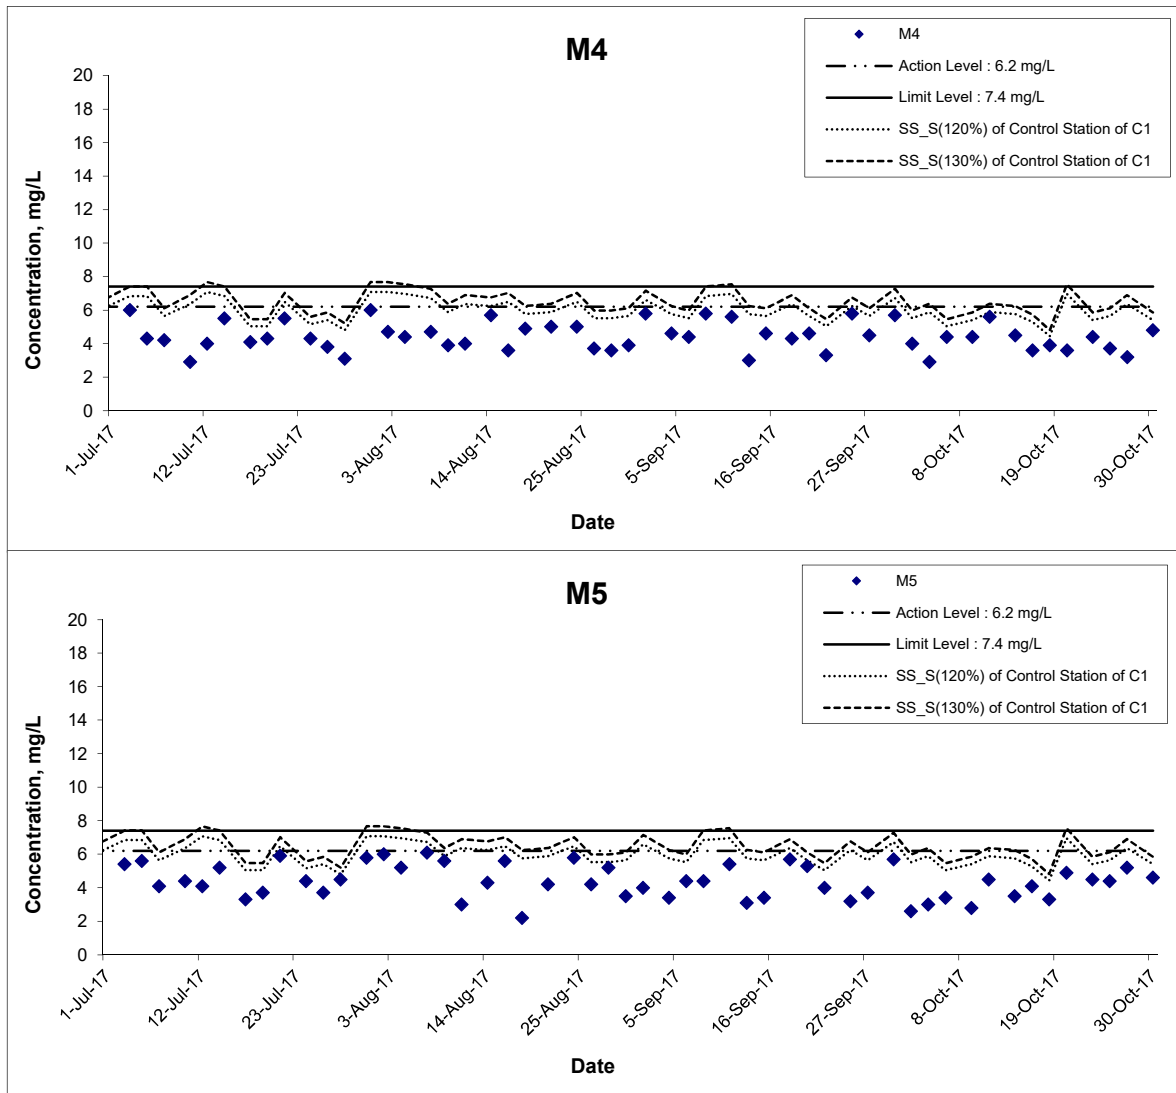 M4
M4
Action Level : 6.2 mg/L
Limit Level : 7.4 mg/L
SS_S(120%) of Control Station of C1
SS_S(130%) of Control Station of C1
Concentration, mg/L
20
18
16
14
12
10
8
6
4
2
0
1-Jul-17
12-Jul-17
23-Jul-17
3-Aug-17
14-Aug-17
25-Aug-17
5-Sep-17
16-Sep-17
27-Sep-17
8-Oct-17
19-Oct-17
30-Oct-17
Date
M5
M5
Action Level : 6.2 mg/L
Limit Level : 7.4 mg/L
SS_S(120%) of Control Station of C1
SS_S(130%) of Control Station of C1
Concentration, mg/L
20
18
16
14
12
10
8
6
4
2
0
1-Jul-17
12-Jul-17
23-Jul-17
3-Aug-17
14-Aug-17
25-Aug-17
5-Sep-17
16-Sep-17
27-Sep-17
8-Oct-17
19-Oct-17
30-Oct-17
Date